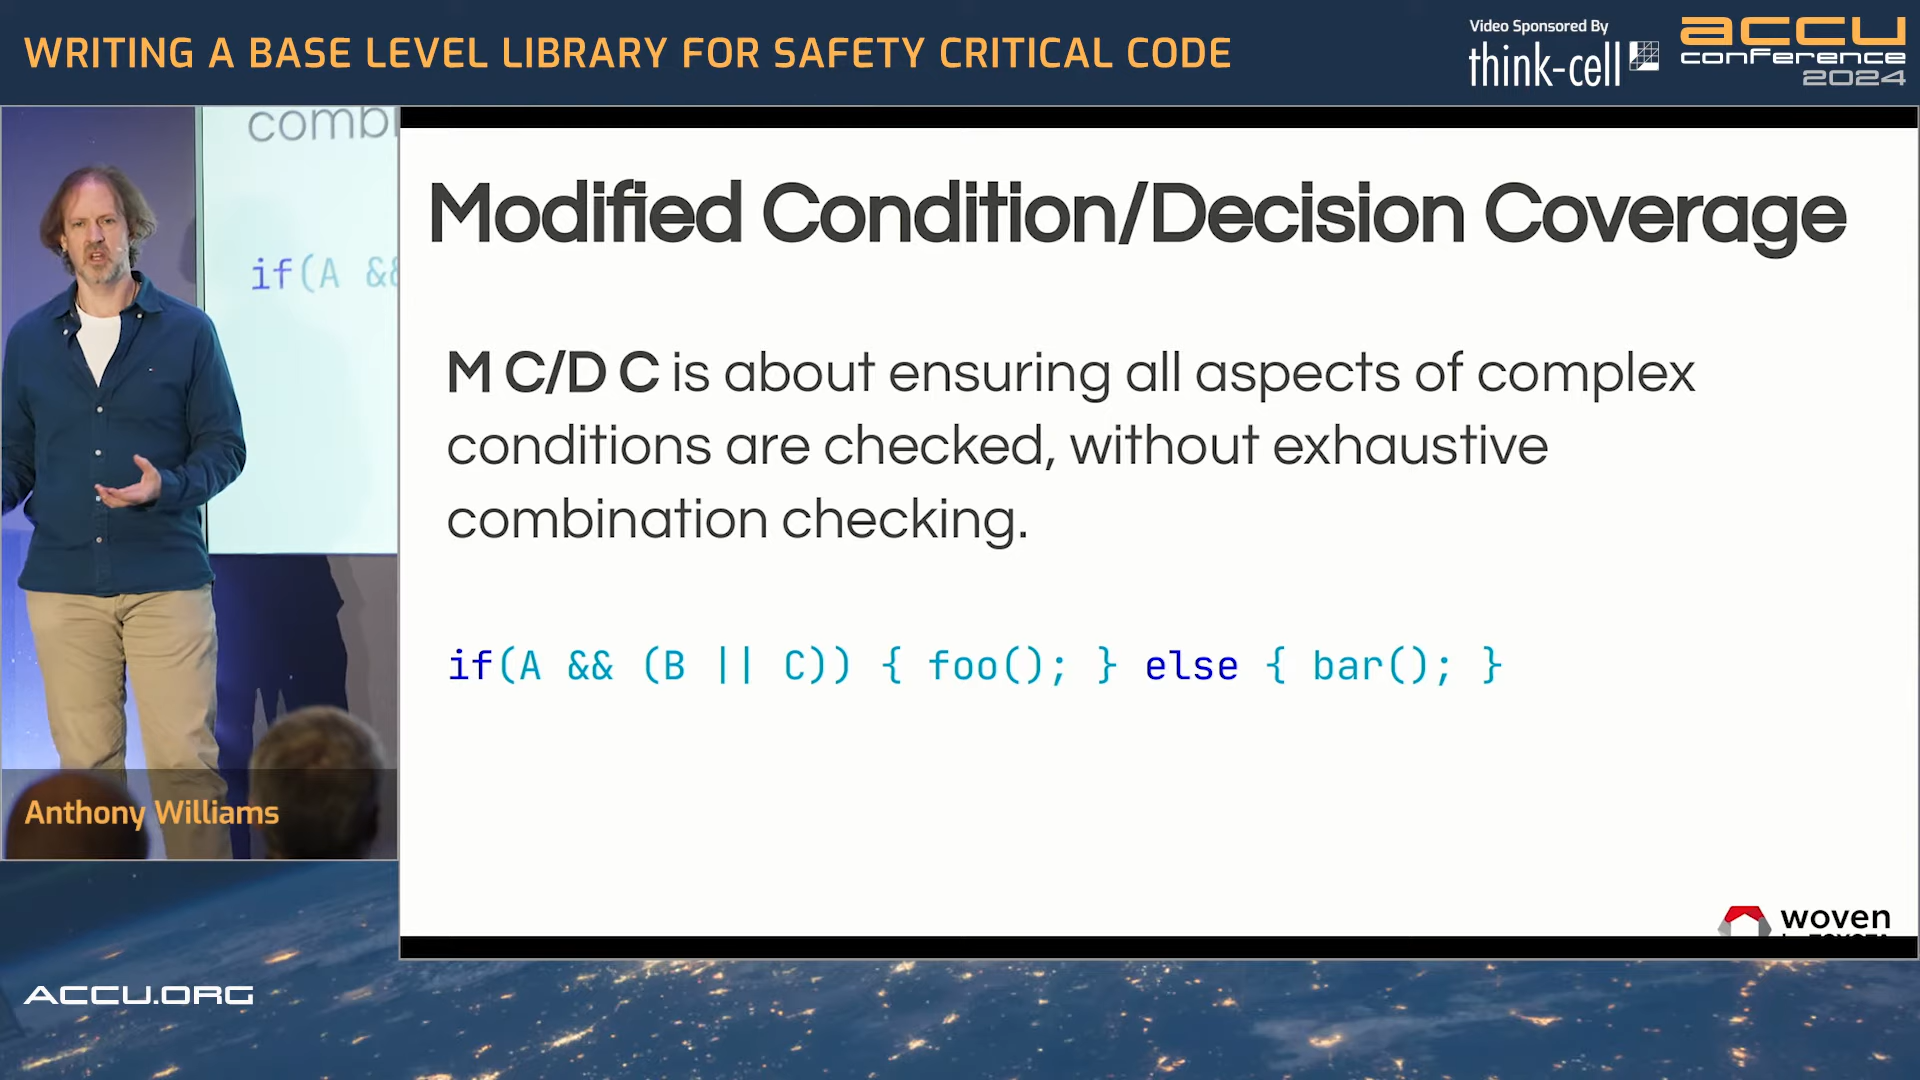 WRITING A BASE LEVEL LIBRARY FOR SAFETY CRITICAL CODE
Video Sponsored By
think-cell
accu
conference
2024
combi
if(A &&
Modified Condition/Decision Coverage
M C/D C is about ensuring all aspects of complex
conditions are checked, without exhaustive
combination checking.
if(A && (B || C)) { foo(); } else { bar(); }
Anthony Williams
woven
ACCU.ORG